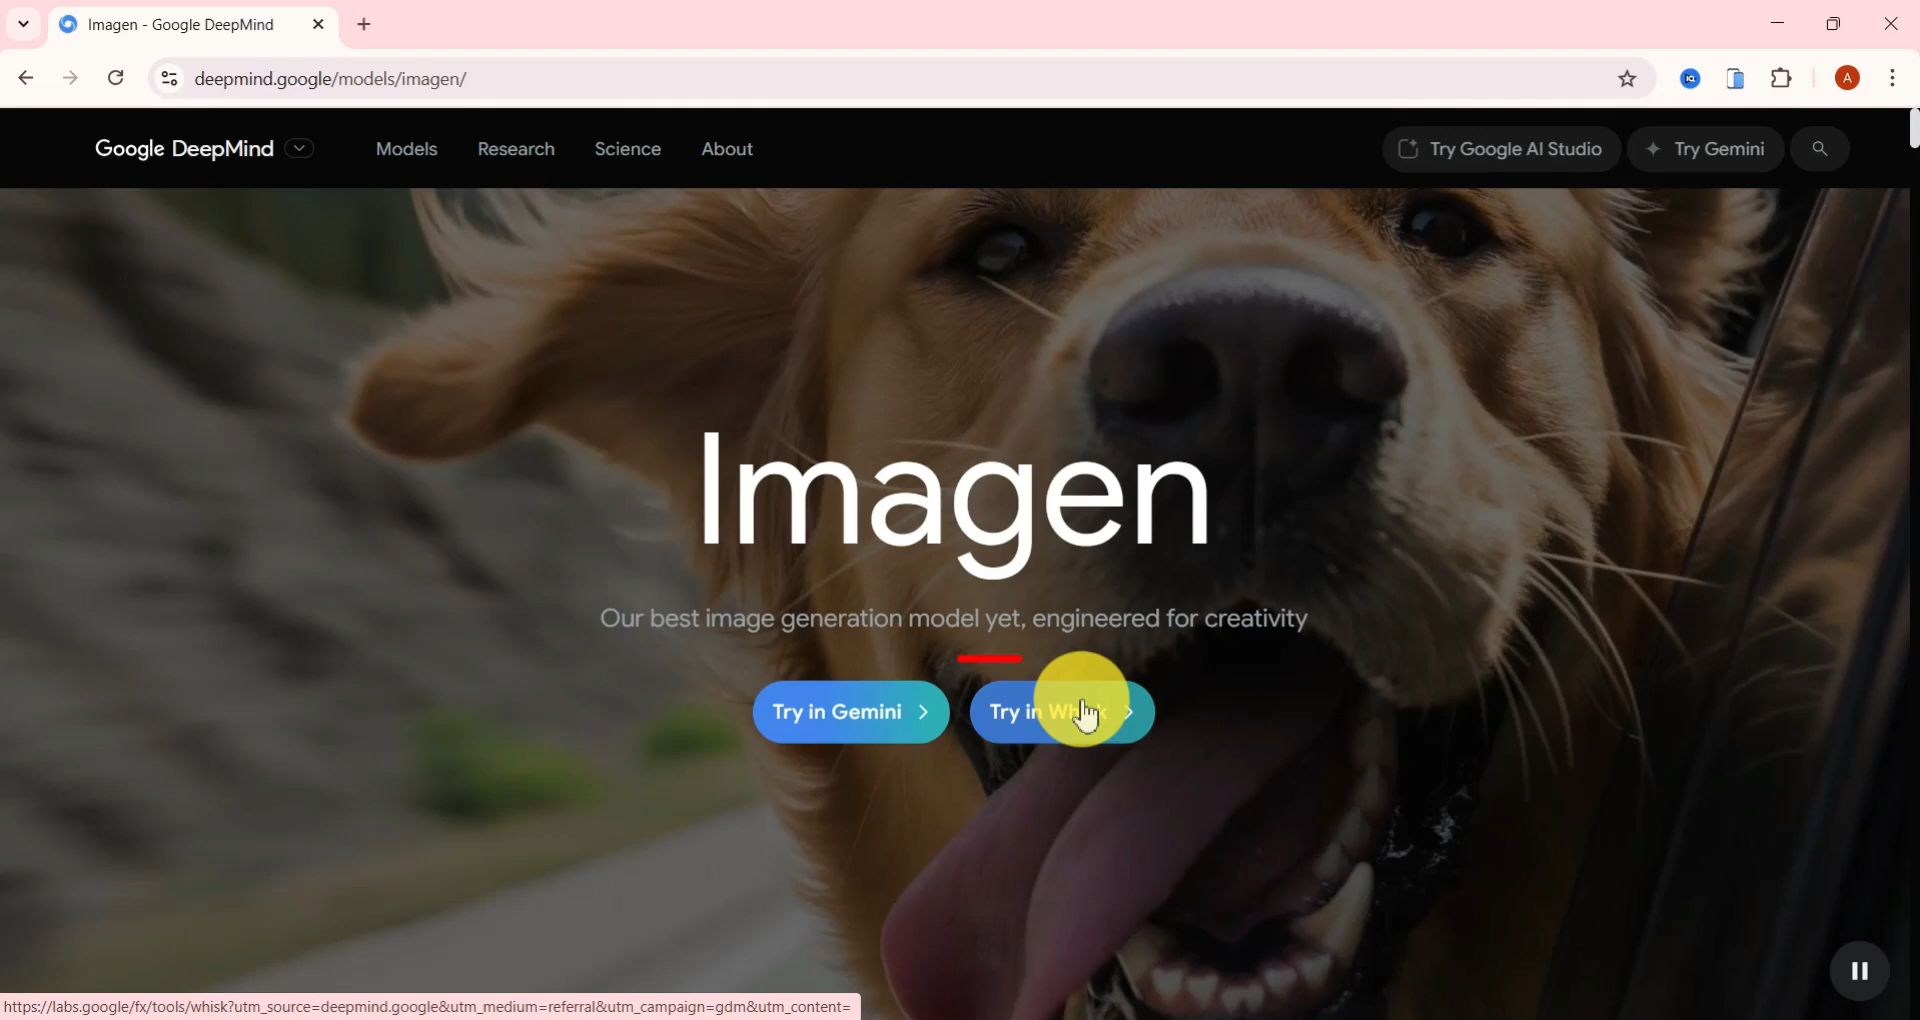 Imagen - Google DeepMind
deepmind.google/models/imagen/
A
Google DeepMind
Models
Research
Science
About
Try Google AI Studio
Try Gemini
Imagen
Our best image generation model yet, engineered for creativity
Try in Gemini
Try in Whisk
https://labs.google/fx/tools/whisk?utm_source=deepmind.google&utm_medium=referral&utm_campaign=gdm&utm_content=